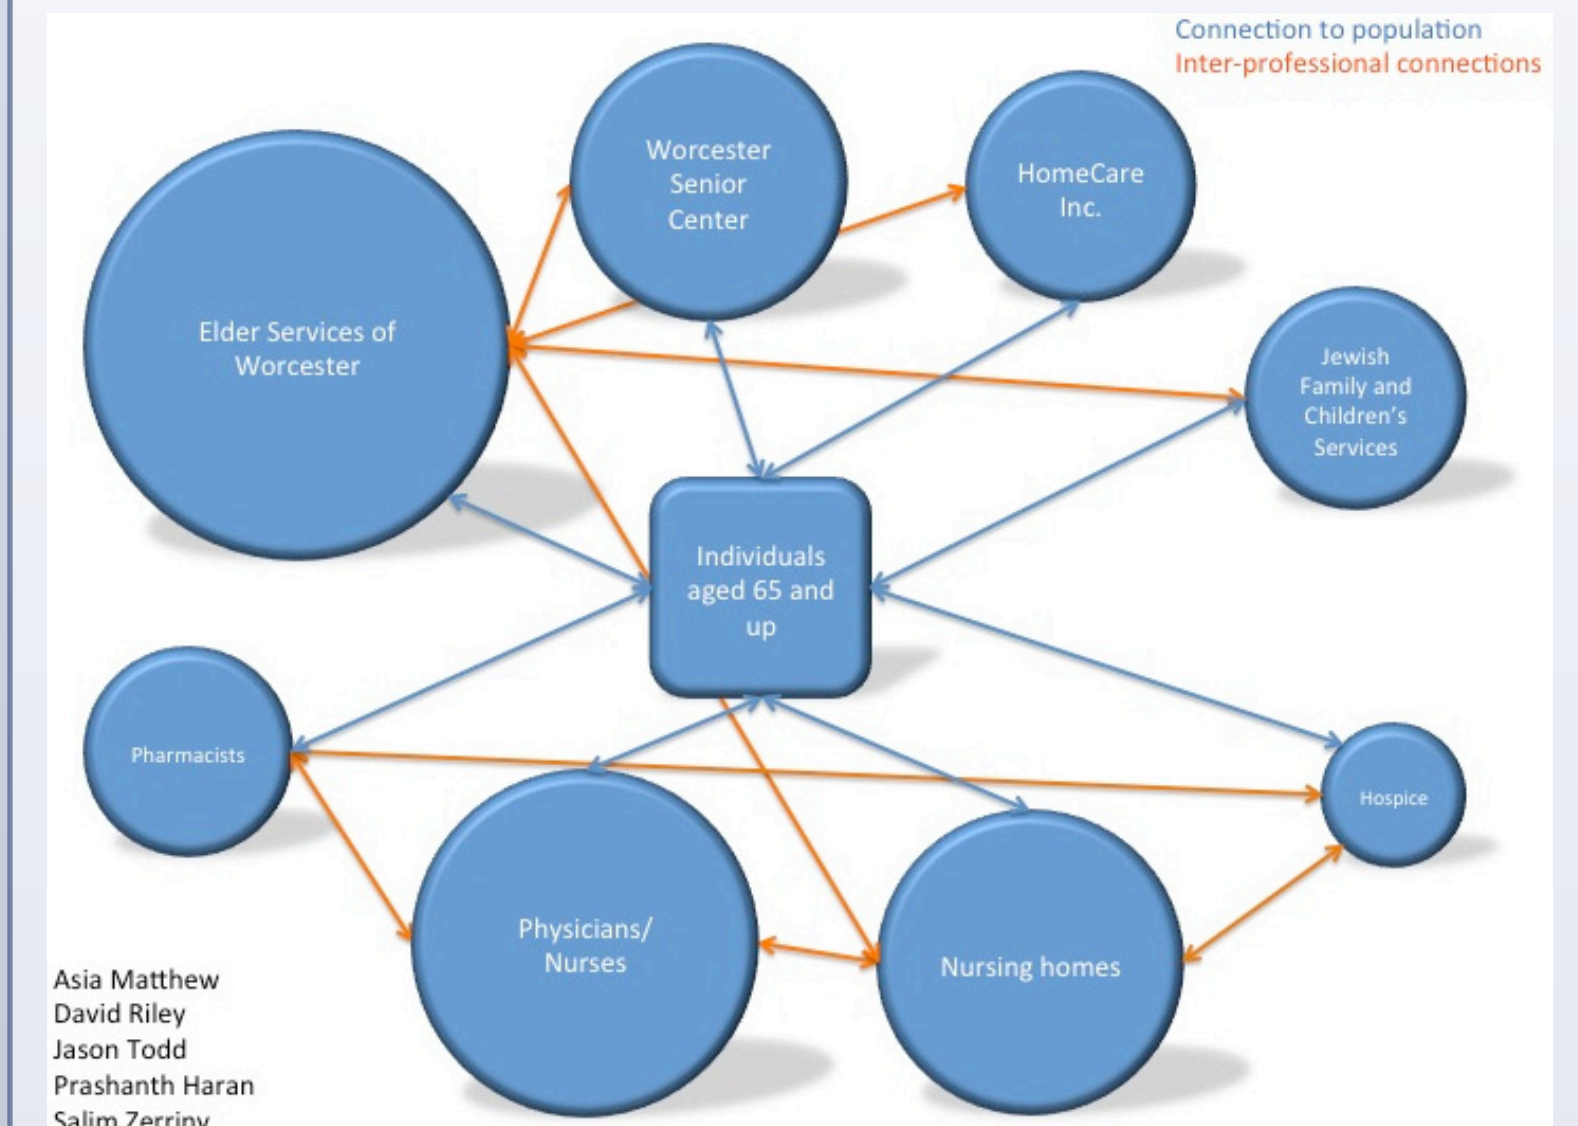 Connection to population
Inter-professional connections
Worcester
Senior
Center
HomeCare
Inc.
Elder Services of
Worcester
Jewish
Family and
Children's
Services
Individuals
aged 65 and
up
Pharmacists
Hospice
Physicians/
Nurses
Nursing homes
Asia Matthew
David Riley
Jason Todd
Prashanth Haran
Salim